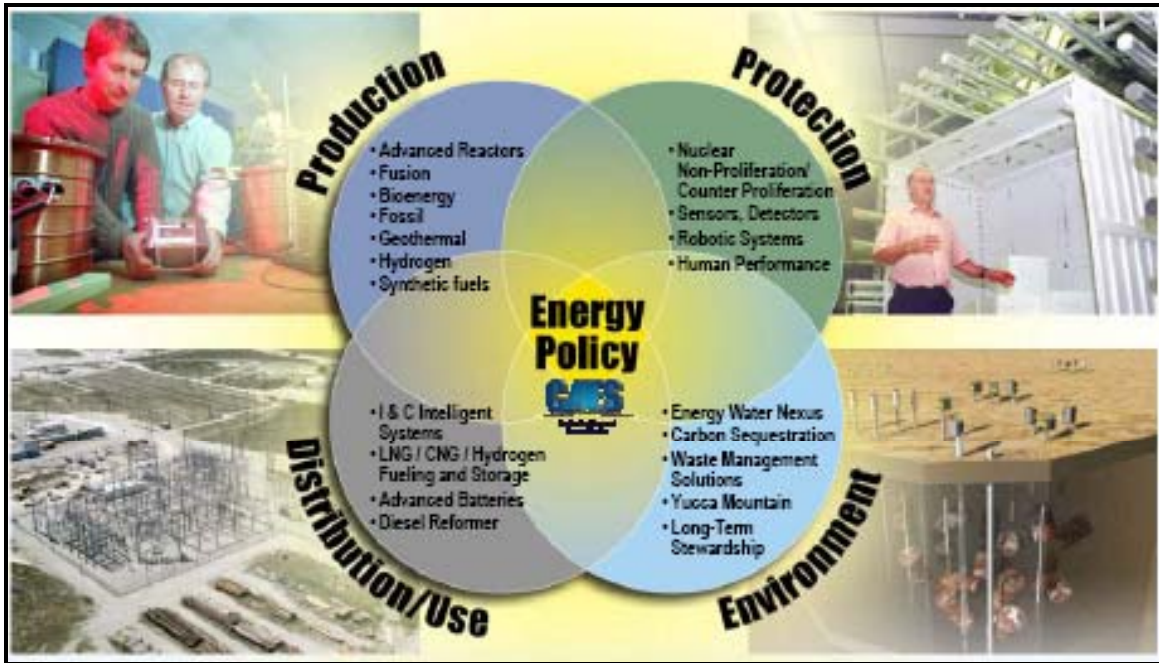 Production
• Advanced Reactors
• Fusion
• Bioenergy
• Fossil
• Geothermal
• Hydrogen
• Synthetic fuels
Protection
• Nuclear
Non-Proliferation/
Counter Proliferation
• Sensors, Detectors
• Robotic Systems
• Human Performance
Energy
Policy
CAES
Distribution/Use
• I & C Intelligent
Systems
• LNG / CNG / Hydrogen
Fueling and Storage
• Advanced Batteries
• Diesel Reformer
Environment
• Energy Water Nexus
• Carbon Sequestration
• Waste Management
Solutions
• Yucca Mountain
• Long-Term
Stewardship